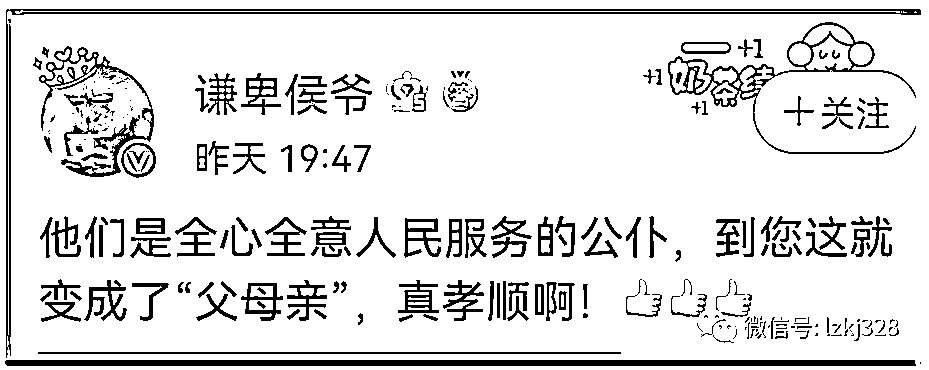 谦卑侯爷
+1
+1
奶茶续
+1
+关注
昨天 19:47
他们是全心全意人民服务的公仆，到您这就
变成了“父母亲”，真孝顺啊！
微信号: lzkj328